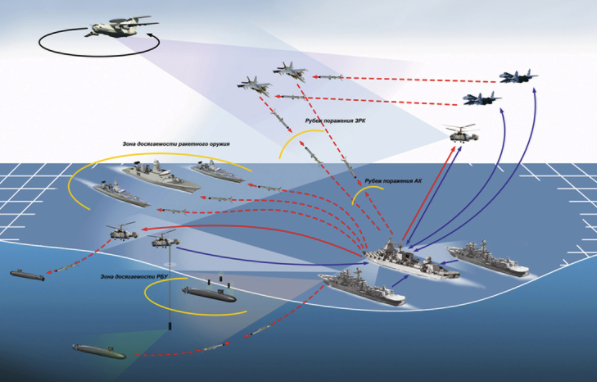 Рубеж поражения ЗРК
Зона досягаемости ракетного оружия
Рубеж поражения АК
Зона досягаемости РБУ